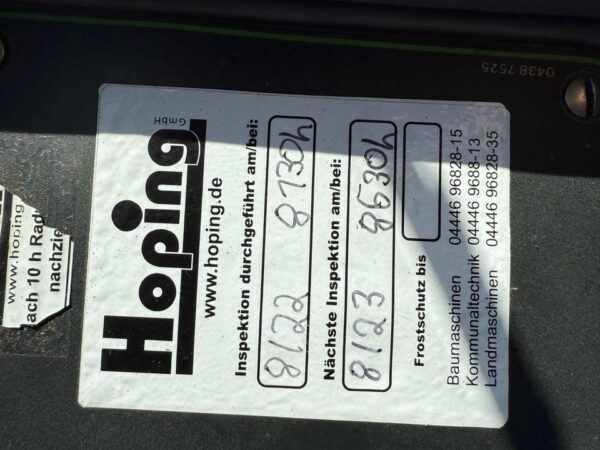 0438 7525
Hoping
GmbH
www.hoping.de
Inspektion durchgeführt am/bei:
8/22 8130h
Nächste Inspektion am/bei:
8/23 8630h
Frostschutz bis
Baumaschinen 04446 96828-15
Kommunaltechnik 04446 9688-13
Landmaschinen 04446 96828-35
www.hoping
ach 10 h Rad
nachzie